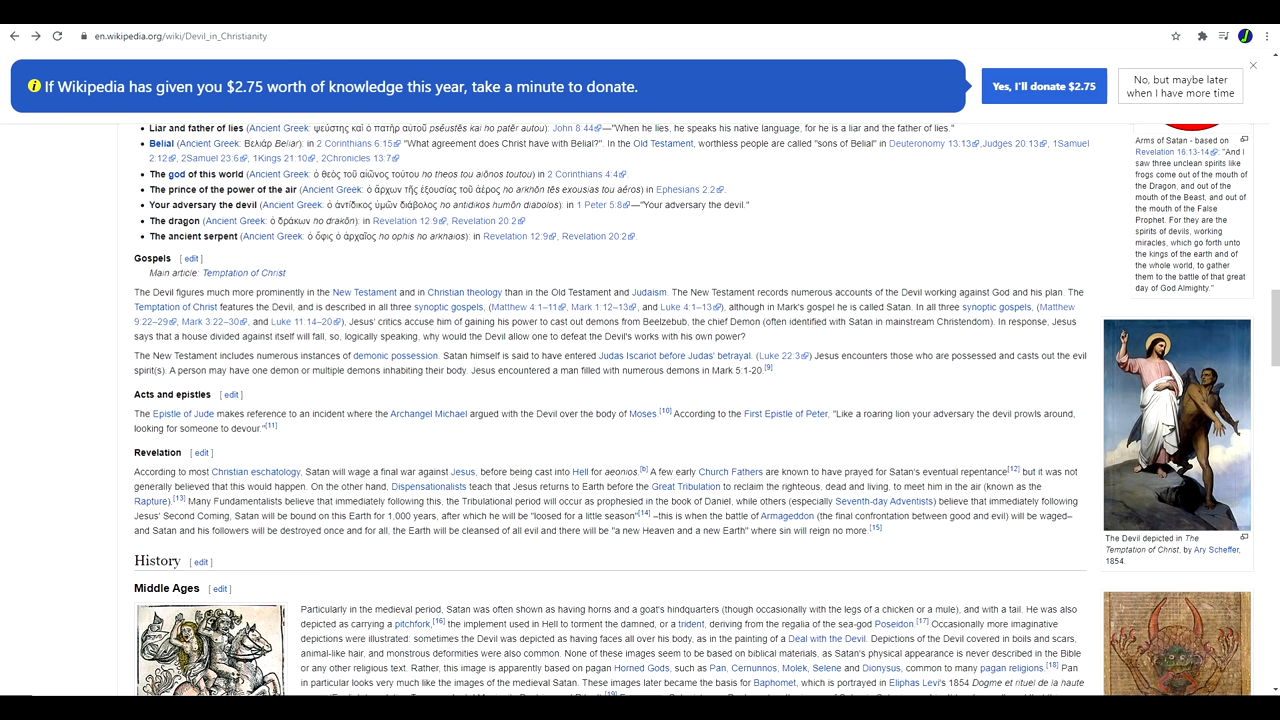 en.wikipedia.org/wiki/Devil_in_Christianity
If Wikipedia has given you $2.75 worth of knowledge this year, take a minute to donate.
Yes, I'll donate $2.75
No, but maybe later
when I have more time
• Liar and father of lies (Ancient Greek: ψεύστης καὶ ὁ πατὴρ αὐτοῦ pseustēs kai ho patēr autou): John 8:44—"When he lies, he speaks his native language, for he is a liar and the father of lies."
• Belial (Ancient Greek: Βελιάρ Beliar): in 2 Corinthians 6.15 "What agreement does Christ have with Belial?". In the Old Testament, worthless people are called "sons of Belial" in Deuteronomy 13:13,Judges 20:13, 1Samuel
2:12, 2Samuel 23:6, 1Kings 21:10, 2Chronicles 13:7
• The god of this world (Ancient Greek: ὁ θεὸς τοῦ αἰῶνος τούτου ho theos tou aiōnos toutou) in 2 Corinthians 4:4.
• The prince of the power of the air (Ancient Greek: ὁ ἄρχων τῆς ἐξουσίας τοῦ ἀέρος ho arkhōn tēs exousias tou aéros) in Ephesians 2:2.
• Your adversary the devil (Ancient Greek: ὁ ἀντίδικος ὑμῶν διάβολος ho antidikos humōn diabolos): in 1 Peter 5:8—"Your adversary the devil."
• The dragon (Ancient Greek: ὁ δράκων ho drakōn): in Revelation 12:9, Revelation 20:2
• The ancient serpent (Ancient Greek: ὁ ὄφις ὁ ἀρχαῖος ho ophis ho arkhaios): in Revelation 12:9, Revelation 20:2.
Gospels [ edit ]
Main article: Temptation of Christ
The Devil figures much more prominently in the New Testament and in Christian theology than in the Old Testament and Judaism. The New Testament records numerous accounts of the Devil working against God and his plan. The
Temptation of Christ features the Devil, and is described in all three synoptic gospels, (Matthew 4:1–11, Mark 1:12–13, and Luke 4:1–13), although in Mark's gospel he is called Satan. In all three synoptic gospels, (Matthew
9:22–29, Mark 3:22–30, and Luke 11:14–20), Jesus' critics accuse him of gaining his power to cast out demons from Beelzebub, the chief Demon (often identified with Satan in mainstream Christendom). In response, Jesus
says that a house divided against itself will fall, so, logically speaking, why would the Devil allow one to defeat the Devil's works with his own power?
The New Testament includes numerous instances of demonic possession. Satan himself is said to have entered Judas Iscariot before Judas' betrayal. (Luke 22:3) Jesus encounters those who are possessed and casts out the evil
spirit(s). A person may have one demon or multiple demons inhabiting their body. Jesus encountered a man filled with numerous demons in Mark 5:1-20.[9]
Acts and epistles [ edit ]
The Epistle of Jude makes reference to an incident where the Archangel Michael argued with the Devil over the body of Moses.[10] According to the First Epistle of Peter, "Like a roaring lion your adversary the devil prowls around,
looking for someone to devour."[11]
Revelation [ edit ]
According to most Christian eschatology, Satan will wage a final war against Jesus, before being cast into Hell for aeonios.[b] A few early Church Fathers are known to have prayed for Satan's eventual repentance[12] but it was not
generally believed that this would happen. On the other hand, Dispensationalists teach that Jesus returns to Earth before the Great Tribulation to reclaim the righteous, dead and living, to meet him in the air (known as the
Rapture).[13] Many Fundamentalists believe that immediately following this, the Tribulational period will occur as prophesied in the book of Daniel, while others (especially Seventh-day Adventists) believe that immediately following
Jesus' Second Coming, Satan will be bound on this Earth for 1,000 years, after which he will be "loosed for a little season"[14] –this is when the battle of Armageddon (the final confrontation between good and evil) will be waged–
and Satan and his followers will be destroyed once and for all, the Earth will be cleansed of all evil and there will be "a new Heaven and a new Earth" where sin will reign no more.[15]
History [ edit ]
Middle Ages [ edit ]
Particularly in the medieval period, Satan was often shown as having horns and a goat's hindquarters (though occasionally with the legs of a chicken or a mule), and with a tail. He was also
depicted as carrying a pitchfork,[16] the implement used in Hell to torment the damned, or a trident, deriving from the regalia of the sea-god Poseidon.[17] Occasionally more imaginative
depictions were illustrated: sometimes the Devil was depicted as having faces all over his body, as in the painting of a Deal with the Devil. Depictions of the Devil covered in boils and scars,
animal-like hair, and monstrous deformities were also common. None of these images seem to be based on biblical materials, as Satan's physical appearance is never described in the Bible
or any other religious text. Rather, this image is apparently based on pagan Horned Gods, such as Pan, Cernunnos, Molek, Selene and Dionysus, common to many pagan religions.[18] Pan
in particular looks very much like the images of the medieval Satan. These images later became the basis for Baphomet, which is portrayed in Eliphas Levi's 1854 Dogme et rituel de la haute
Arms of Satan - based on
Revelation 16:13-14: "And I
saw three unclean spirits like
frogs come out of the mouth of
the Dragon, and out of the
mouth of the Beast, and out of
the mouth of the False
Prophet. For they are the
spirits of devils, working
miracles, which go forth unto
the kings of the earth and of
the whole world, to gather
them to the battle of that great
day of God Almighty."
The Devil depicted in The
Temptation of Christ, by Ary Scheffer,
1854.